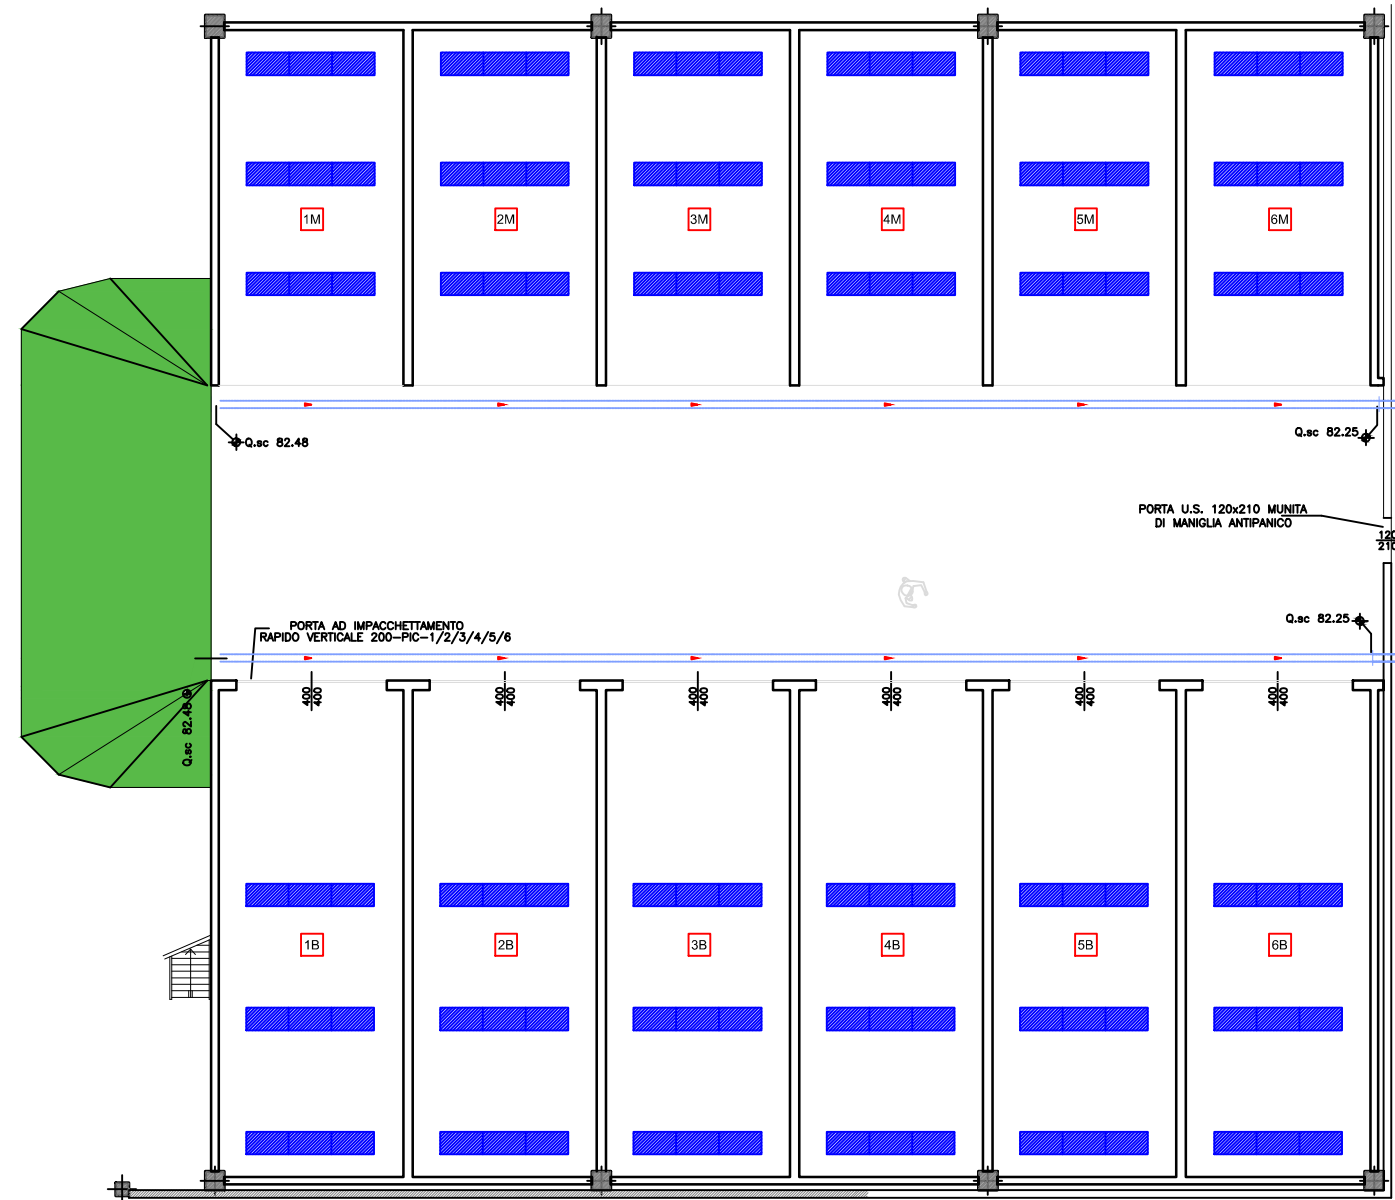 1M
2M
3M
4M
5M
6M
Q.sc 82.48
Q.sc 82.25
PORTA U.S. 120x210 MUNITA
DI MANIGLIA ANTIPANICO
120
210
Q.sc 82.25
PORTA AD IMPACCHETTAMENTO
RAPIDO VERTICALE 200-PIC-1/2/3/4/5/6
Q.sc 82.48
400
400
400
400
400
400
400
400
400
400
400
400
1B
2B
3B
4B
5B
6B